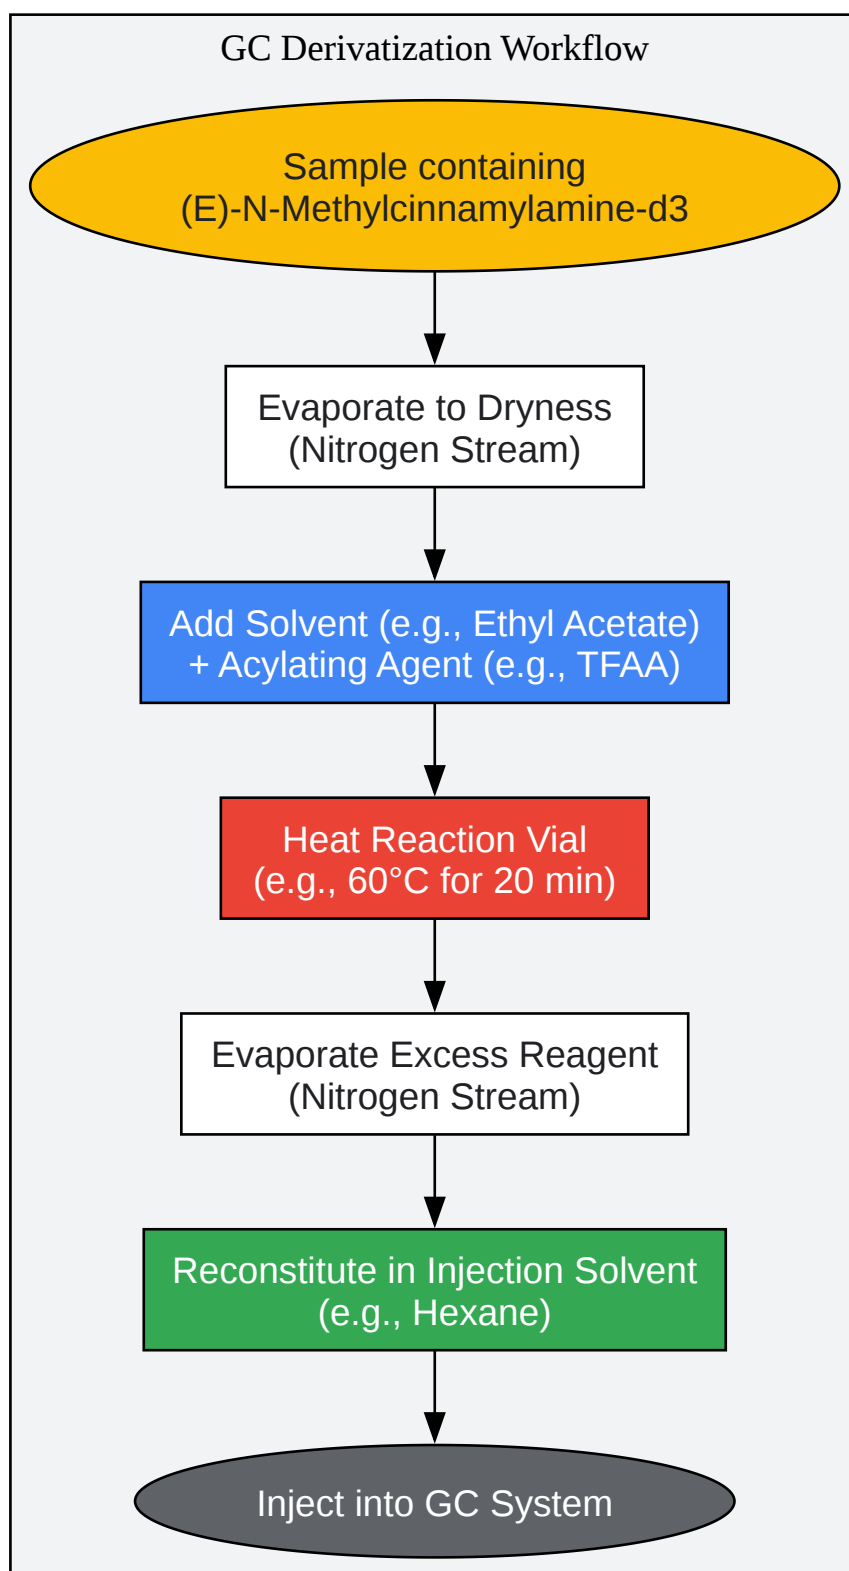 GC Derivatization Workflow
Sample containing
(E)-N-Methylcinnamylamine-d3
Evaporate to Dryness
(Nitrogen Stream)
Add Solvent (e.g., Ethyl Acetate)
+ Acylating Agent (e.g., TFAA)
Heat Reaction Vial
(e.g., 60°C for 20 min)
Evaporate Excess Reagent
(Nitrogen Stream)
Reconstitute in Injection Solvent
(e.g., Hexane)
Inject into GC System